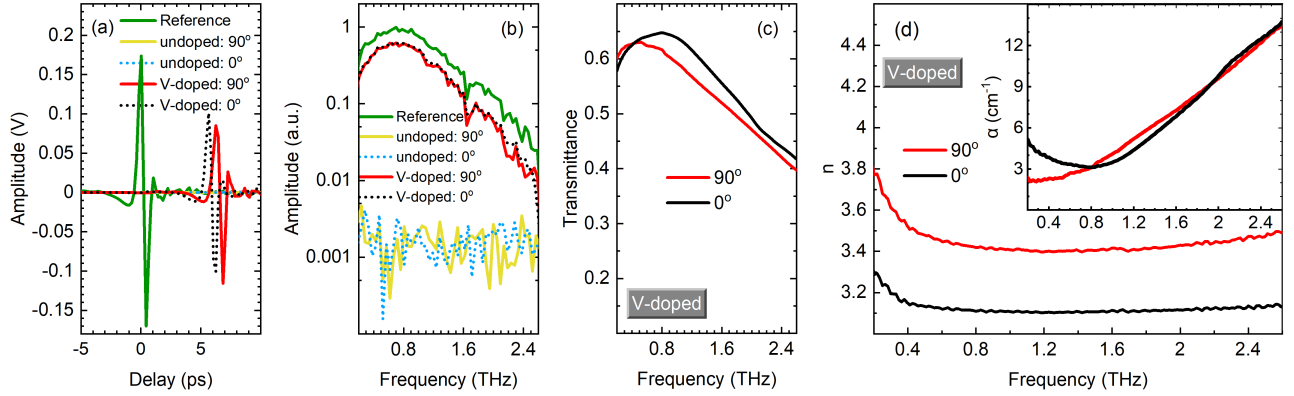 (a)
Reference
undoped: 90°
undoped: 0°
V-doped: 90°
V-doped: 0°
0.2
0.15
0.1
0.05
0
-0.05
-0.1
-0.15
Amplitude (V)
-5
0
5
Delay (ps)
(b)
1
0.1
0.01
0.001
Amplitude (a.u.)
Reference
undoped: 90°
undoped: 0°
V-doped: 90°
V-doped: 0°
0.8
1.6
2.4
Frequency (THz)
(c)
0.6
0.5
0.4
0.3
0.2
Transmittance
90°
0°
V-doped
0.8
1.6
2.4
Frequency (THz)
(d)
V-doped
90°
0°
4.4
4.2
4
3.8
3.6
3.4
3.2
n
0.4
0.8
1.2
1.6
2
2.4
Frequency (THz)
12
9
6
3
α (cm⁻¹)
0.4
0.8
1.2
1.6
2
2.4